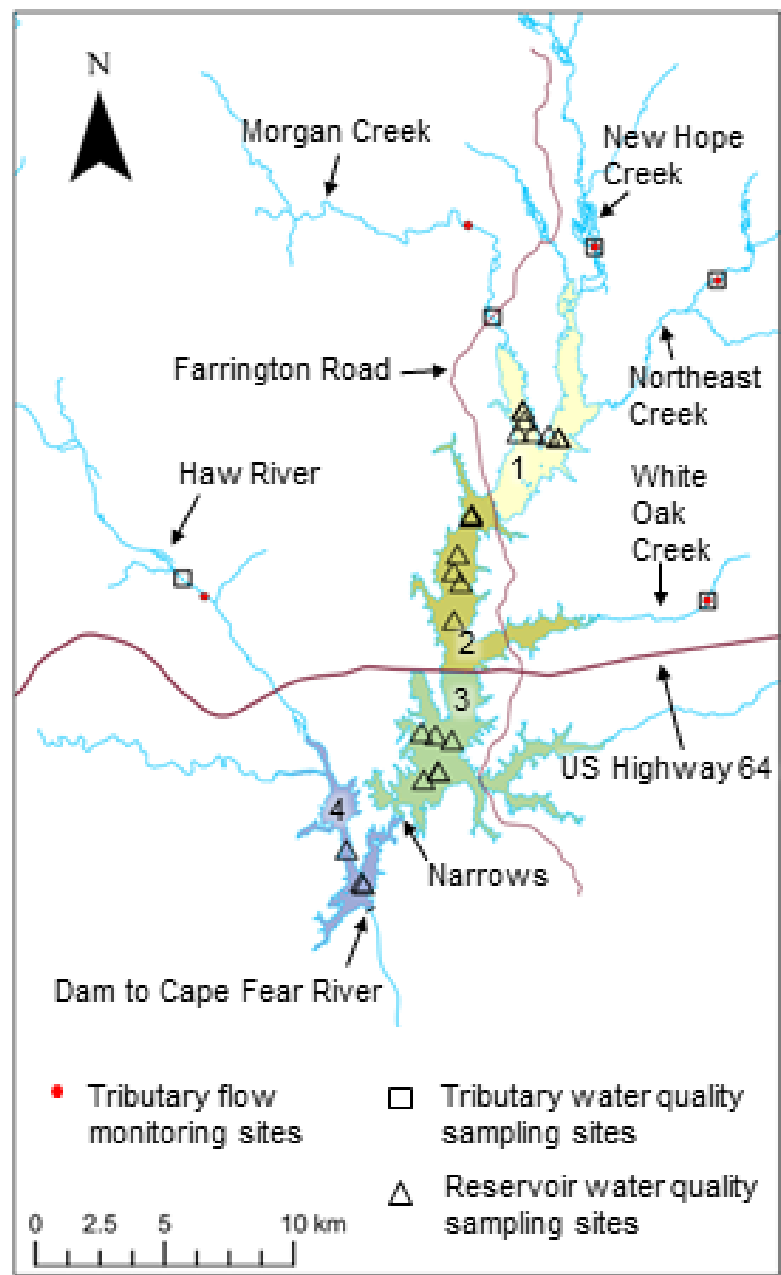 N
Morgan Creek
New Hope
Creek
Farrington Road
Northeast
Creek
1
Haw River
White
Oak
Creek
2
3
US Highway 64
4
Narrows
Dam to Cape Fear River
Tributary flow
monitoring sites
Tributary water quality
sampling sites
Reservoir water quality
sampling sites
0 2.5 5 10 km